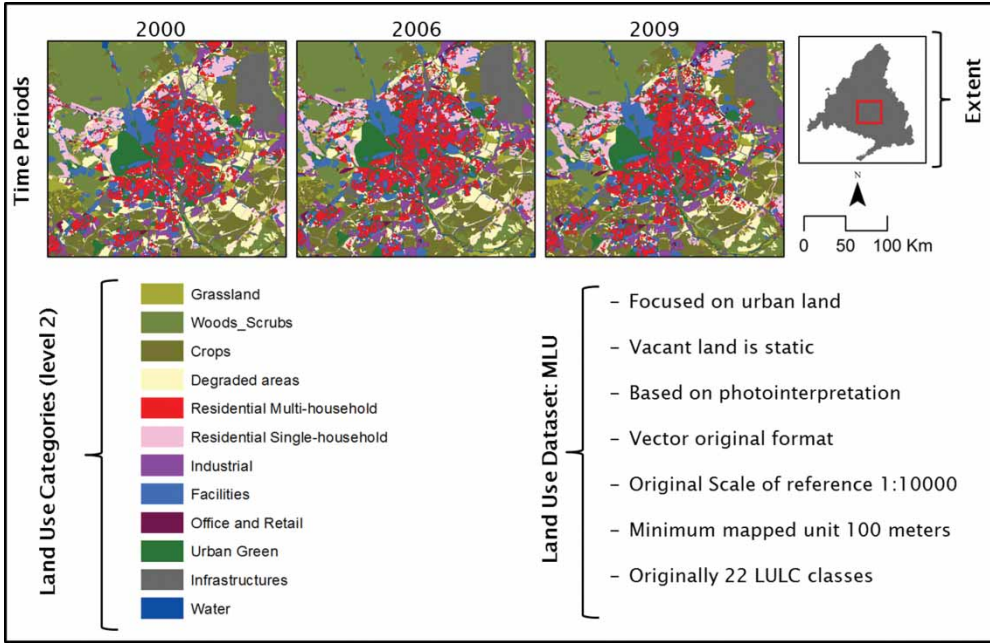 2000
2006
2009
Time Periods
Extent
N
0 50 100 Km
Land Use Categories (level 2)
Grassland
Woods_Scrubs
Crops
Degraded areas
Residential Multi-household
Residential Single-household
Industrial
Facilities
Office and Retail
Urban Green
Infrastructures
Water
Land Use Dataset: MLU
- Focused on urban land
- Vacant land is static
- Based on photointerpretation
- Vector original format
- Original Scale of reference 1:10000
- Minimum mapped unit 100 meters
- Originally 22 LULC classes